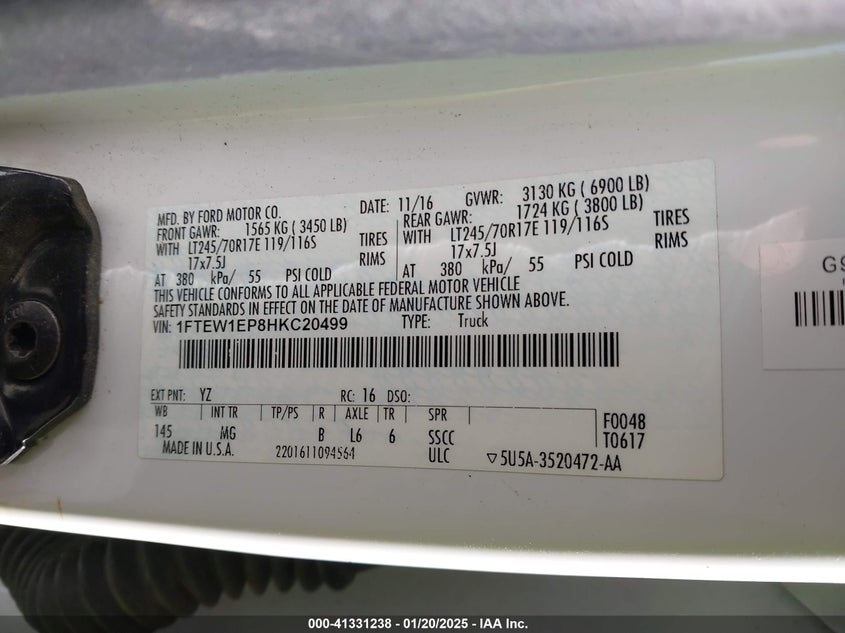 MFD. BY FORD MOTOR CO. DATE: 11/16 GVWR: 3130 KG ( 6900 LB)
FRONT GAWR: 1565 KG ( 3450 LB) REAR GAWR: 1724 KG ( 3800 LB)
WITH LT245/70R17E 119/116S TIRES WITH LT245/70R17E 119/116S TIRES
17x7.5J RIMS 17x7.5J RIMS
AT 380 kPa/ 55 PSI COLD AT 380 kPa/ 55 PSI COLD
THIS VEHICLE CONFORMS TO ALL APPLICABLE FEDERAL MOTOR VEHICLE
SAFETY STANDARDS IN EFFECT ON THE DATE OF MANUFACTURE SHOWN ABOVE.
VIN: 1FTEW1EP8HKC20499 TYPE: Truck
EXT PNT: YZ RC: 16 DSO:
WB INT TR TP/PS R AXLE TR SPR F0048
145 MG B L6 6 SSCC T0617
MADE IN U.S.A. 2201611094564 ULC ▽5U5A-3520472-AA
G9
000-41331238 - 01/20/2025 - IAA Inc.